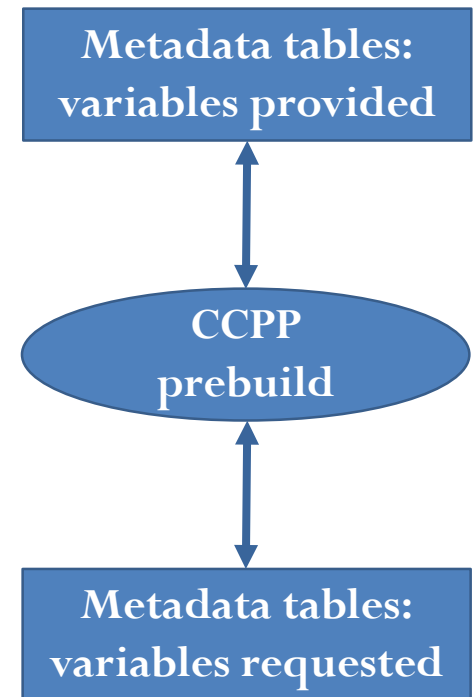 Metadata tables:
variables provided
CCPP
prebuild
Metadata tables:
variables requested